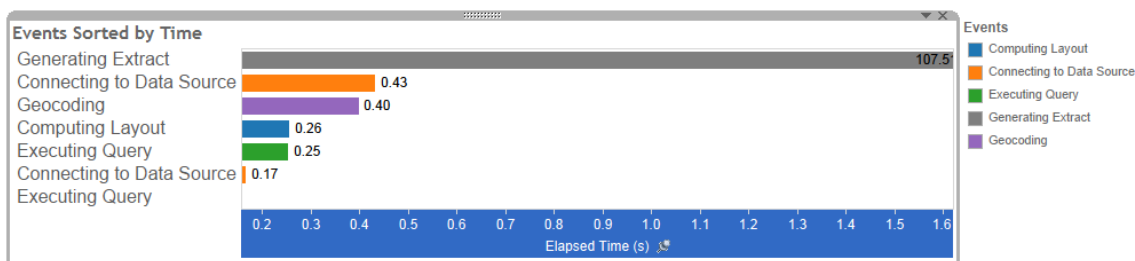 Events Sorted by Time
Generating Extract 107.51
Connecting to Data Source 0.43
Geocoding 0.40
Computing Layout 0.26
Executing Query 0.25
Connecting to Data Source 0.17
Executing Query
0.2 0.3 0.4 0.5 0.6 0.7 0.8 0.9 1.0 1.1 1.2 1.3 1.4 1.5 1.6
Elapsed Time (s)
Events
Computing Layout
Connecting to Data Source
Executing Query
Generating Extract
Geocoding